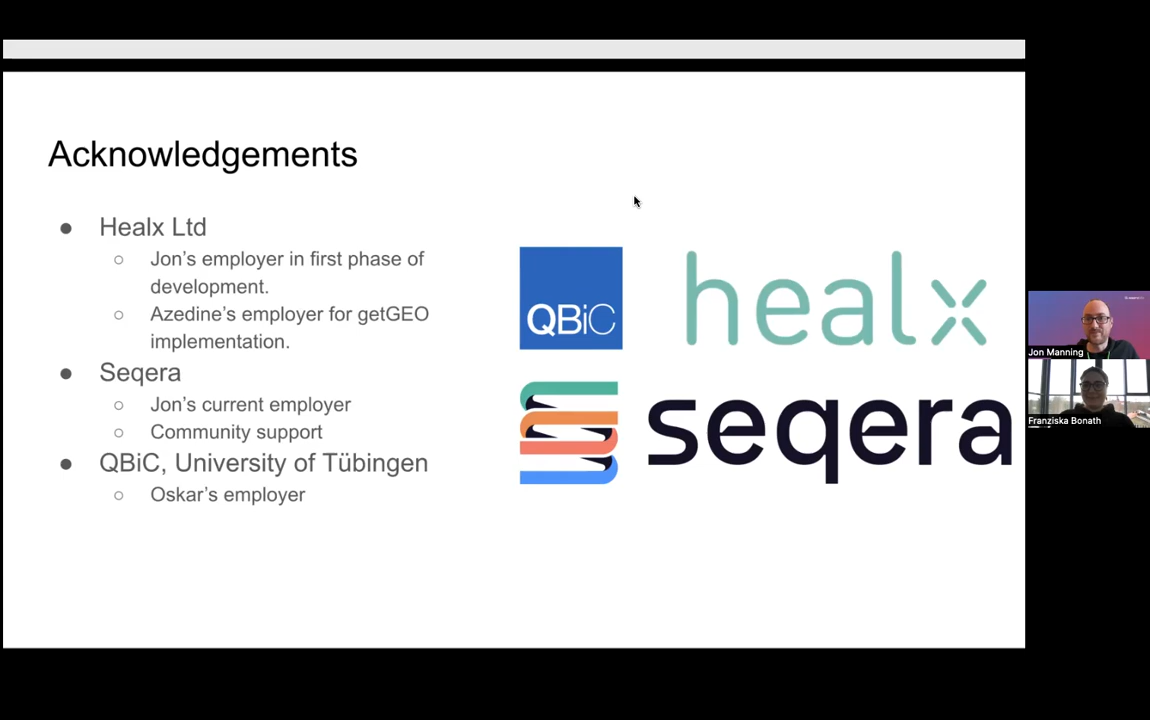 Acknowledgements
● Healx Ltd
○ Jon's employer in first phase of
development.
○ Azedine's employer for getGEO
implementation.
● Seqera
○ Jon's current employer
○ Community support
● QBiC, University of Tübingen
○ Oskar's employer
QBiC
healx
seqera
Jon Manning
Franziska Bonath